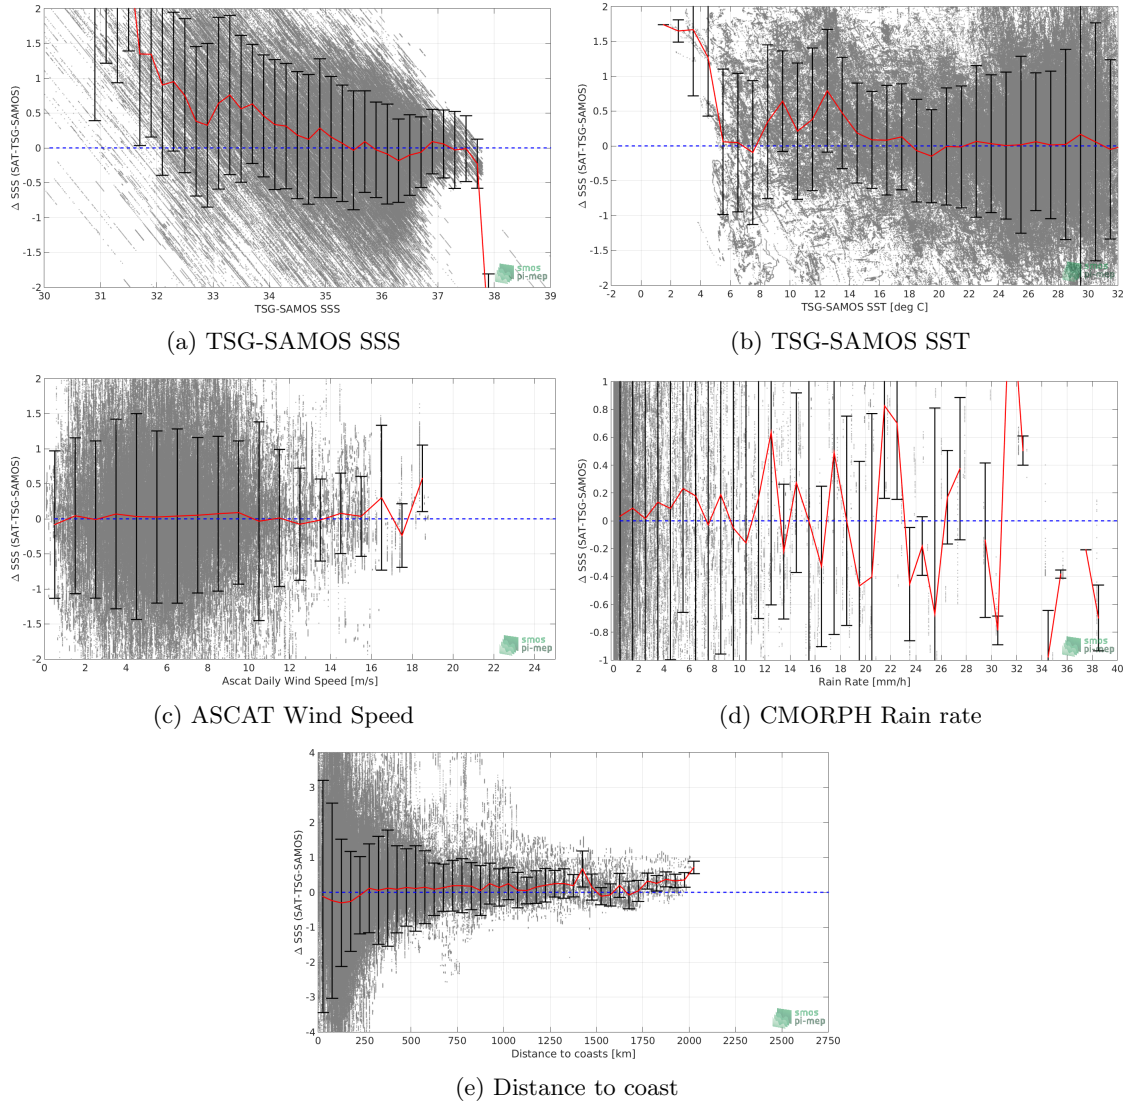 2
1.5
1
0.5
0
-0.5
-1
-1.5
-2
Δ SSS (SAT-TSG-SAMOS)
30 31 32 33 34 35 36 37 38 39
TSG-SAMOS SSS
smos
pi-mep
(a) TSG-SAMOS SSS
2
1.5
1
0.5
0
-0.5
-1
-1.5
-2
Δ SSS (SAT-TSG-SAMOS)
-2 0 2 4 6 8 10 12 14 16 18 20 22 24 26 28 30 32
TSG-SAMOS SST [deg C]
smos
pi-mep
(b) TSG-SAMOS SST
2
1.5
1
0.5
0
-0.5
-1
-1.5
-2
Δ SSS (SAT-TSG-SAMOS)
0 2 4 6 8 10 12 14 16 18 20 22 24
Ascat Daily Wind Speed [m/s]
smos
pi-mep
(c) ASCAT Wind Speed
1
0.8
0.6
0.4
0.2
0
-0.2
-0.4
-0.6
-0.8
-1
Δ SSS (SAT-TSG-SAMOS)
0 2 4 6 8 10 12 14 16 18 20 22 24 26 28 30 32 34 36 38 40
Rain Rate [mm/h]
smos
pi-mep
(d) CMORPH Rain rate
4
3
2
1
0
-1
-2
-3
-4
Δ SSS (SAT-TSG-SAMOS)
0 250 500 750 1000 1250 1500 1750 2000 2250 2500 2750
Distance to coasts [km]
smos
pi-mep
(e) Distance to coast